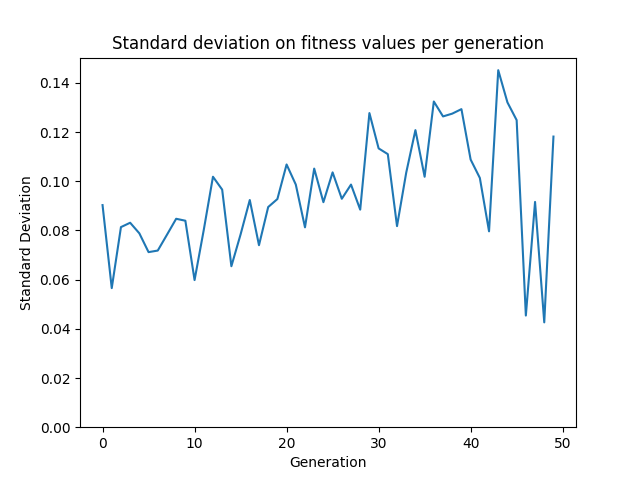 Standard deviation on fitness values per generation
0.14
0.12
0.10
0.08
0.06
0.04
0.02
0.00
Standard Deviation
0 10 20 30 40 50
Generation